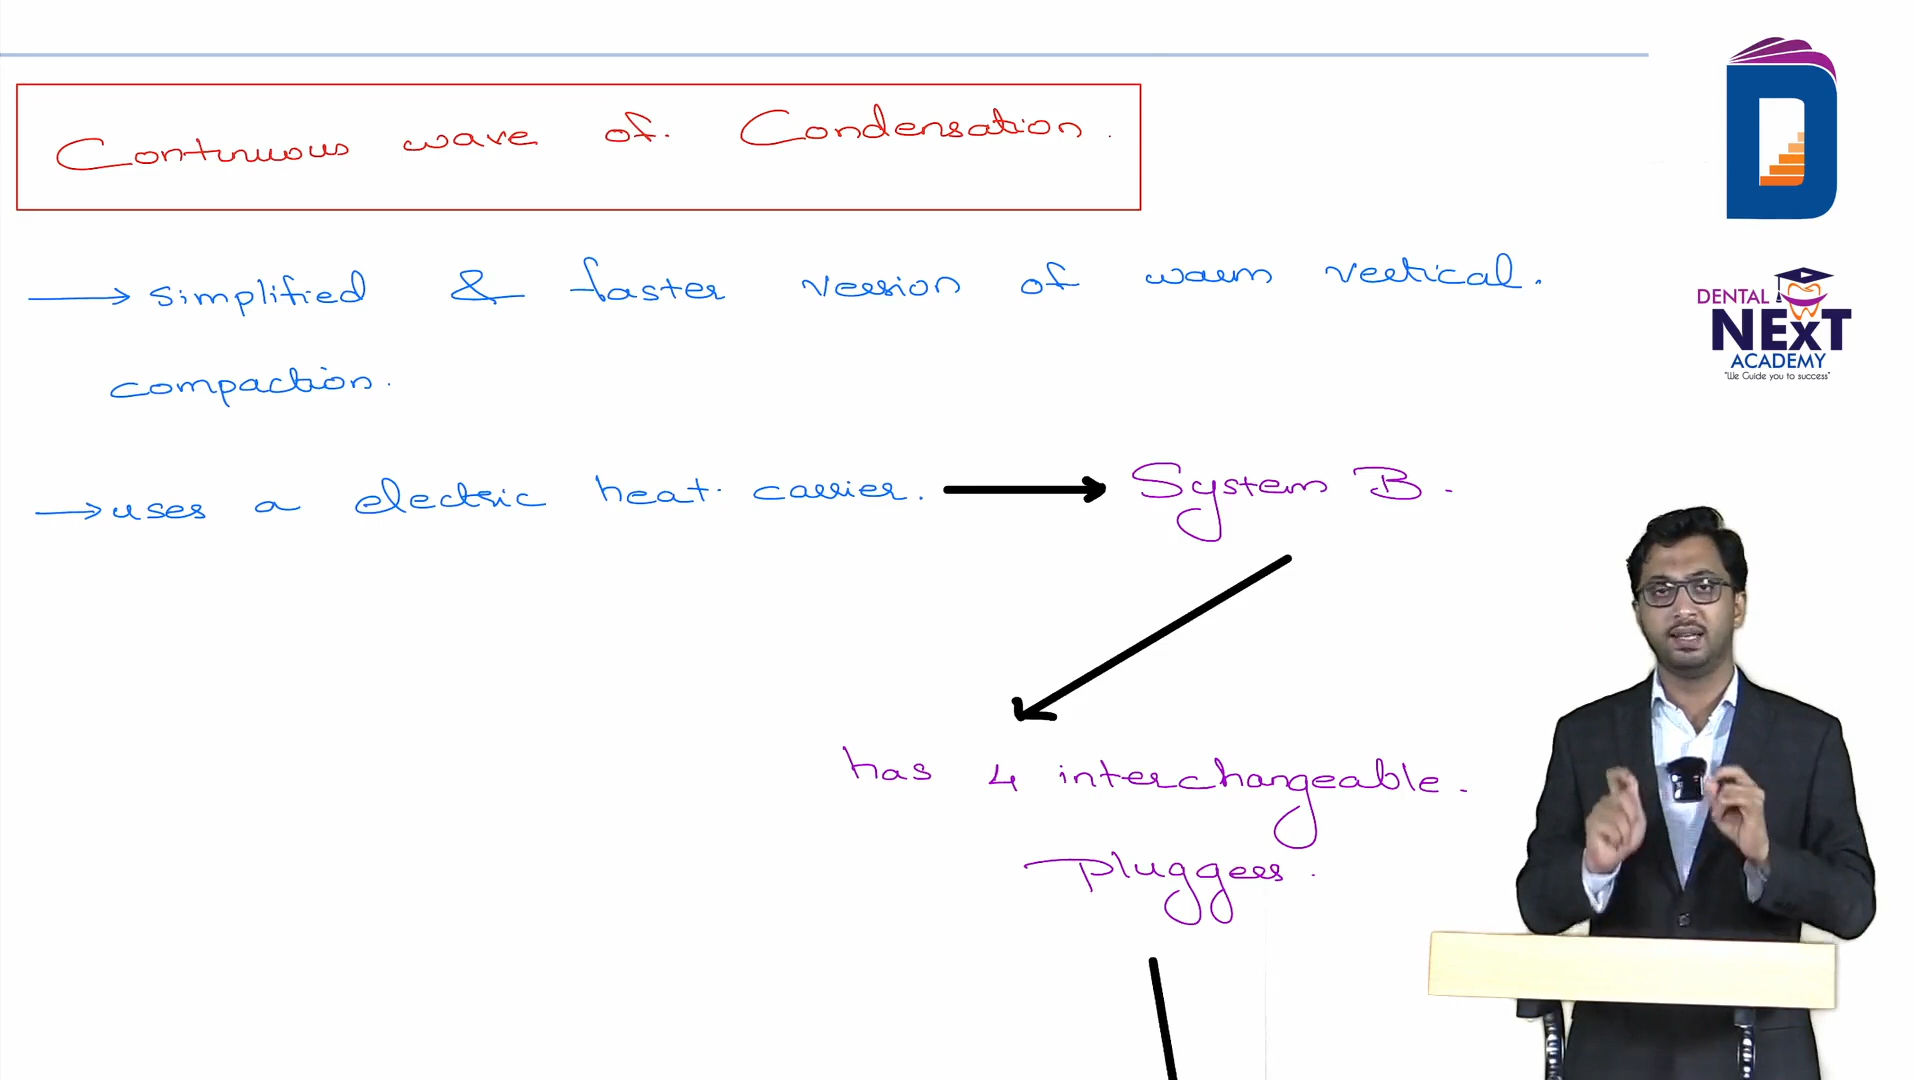 Continuous wave of. Condensation.
→ simplified & faster version of warm vertical.
compaction.
→ uses a electric heat. carrier. → System B.
has 4 interchangeable.
pluggers.
DENTAL
NExT
ACADEMY
"We Guide you to success"